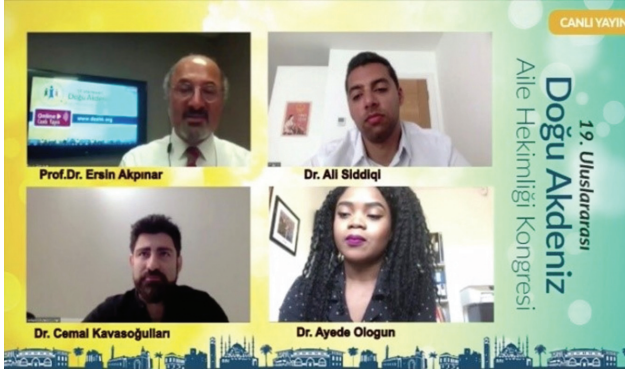 CANLI YAYIN
19. Uluslararası
Doğu Akdeniz
Aile Hekimliği Kongresi
Prof.Dr. Ersin Akpınar
Dr. Ali Siddiqi
Dr. Cemal Kavasoğulları
Dr. Ayede Ologun